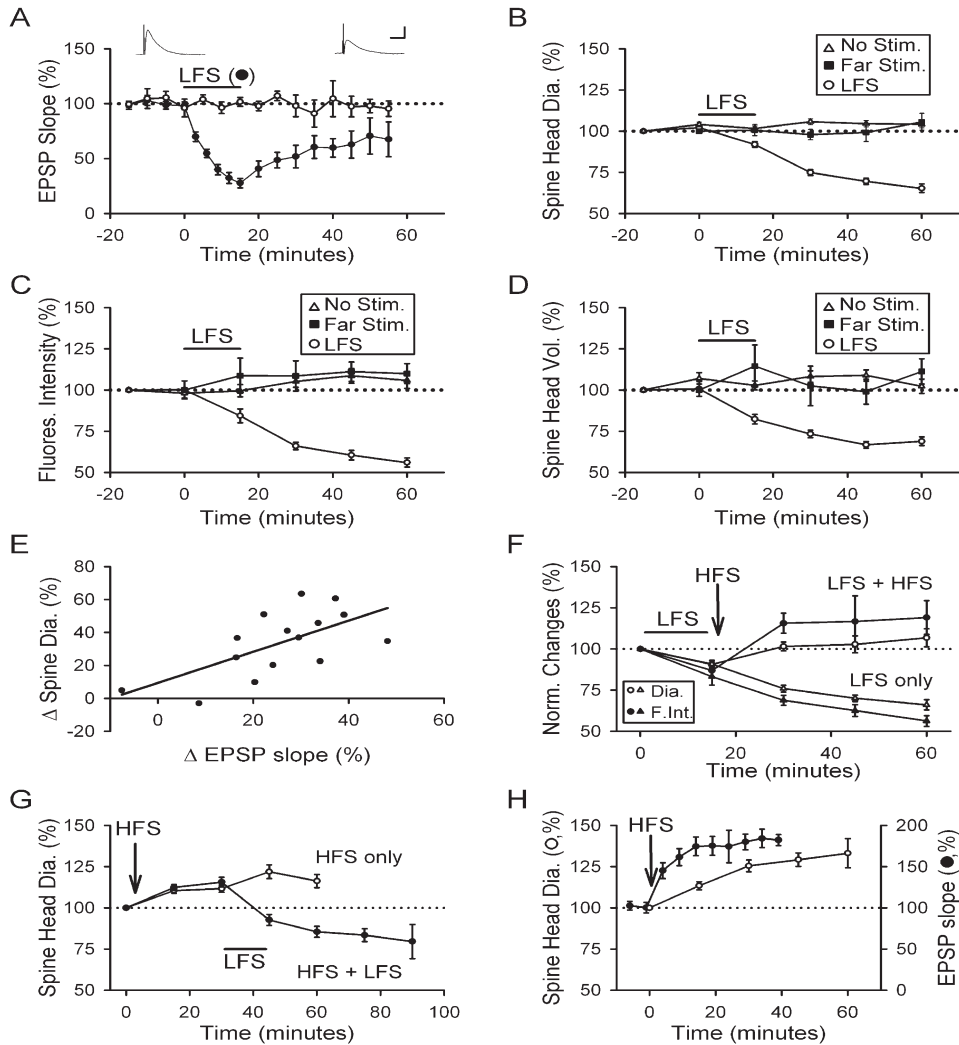 A
EPSP Slope (%)
150
100
50
0
LFS (●)
-20 0 20 40 60
Time (minutes)
B
Spine Head Dia. (%)
150
125
100
75
50
LFS
No Stim.
Far Stim.
LFS
-20 0 20 40 60
Time (minutes)
C
Fluores. Intensity (%)
150
125
100
75
50
LFS
No Stim.
Far Stim.
LFS
-20 0 20 40 60
Time (minutes)
D
Spine Head Vol. (%)
150
125
100
75
50
LFS
No Stim.
Far Stim.
LFS
-20 0 20 40 60
Time (minutes)
E
Δ Spine Dia. (%)
80
60
40
20
0
-20
0 20 40 60
Δ EPSP slope (%)
F
Norm. Changes (%)
150
125
100
75
50
HFS
LFS
LFS + HFS
LFS only
Dia.
F.Int.
0 20 40 60
Time (minutes)
G
Spine Head Dia. (%)
150
125
100
75
50
HFS
HFS only
LFS
HFS + LFS
0 20 40 60 80 100
Time (minutes)
H
Spine Head Dia. (○,%)
150
125
100
75
50
HFS
200
150
100
50
0
EPSP slope (●,%)
0 20 40 60
Time (minutes)